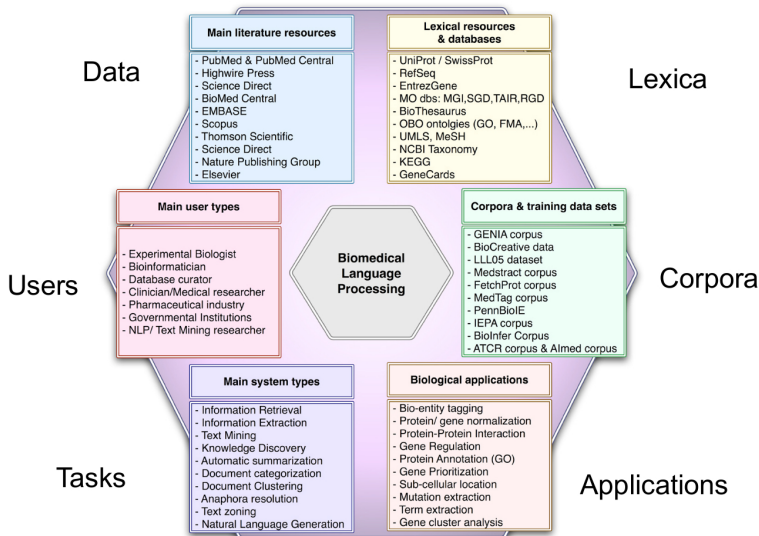 Data
Main literature resources
- PubMed & PubMed Central
- Highwire Press
- Science Direct
- BioMed Central
- EMBASE
- Scopus
- Thomson Scientific
- Science Direct
- Nature Publishing Group
- Elsevier
Lexical resources
& databases
- UniProt / SwissProt
- RefSeq
- EntrezGene
- MO dbs: MGI,SGD,TAIR,RGD
- BioThesaurus
- OBO ontolgies (GO, FMA,...)
- UMLS, MeSH
- NCBI Taxonomy
- KEGG
- GeneCards
Lexica
Users
Main user types
- Experimental Biologist
- Bioinformatician
- Database curator
- Clinician/Medical researcher
- Pharmaceutical industry
- Governmental Institutions
- NLP/ Text Mining researcher
Biomedical
Language
Processing
Corpora & training data sets
- GENIA corpus
- BioCreative data
- LLL05 dataset
- Medstract corpus
- FetchProt corpus
- MedTag corpus
- PennBioIE
- IEPA corpus
- BioInfer Corpus
- ATCR corpus & AImed corpus
Corpora
Tasks
Main system types
- Information Retrieval
- Information Extraction
- Text Mining
- Knowledge Discovery
- Automatic summarization
- Document categorization
- Document Clustering
- Anaphora resolution
- Text zoning
- Natural Language Generation
Biological applications
- Bio-entity tagging
- Protein/ gene normalization
- Protein-Protein Interaction
- Gene Regulation
- Protein Annotation (GO)
- Gene Prioritization
- Sub-cellular location
- Mutation extraction
- Term extraction
- Gene cluster analysis
Applications